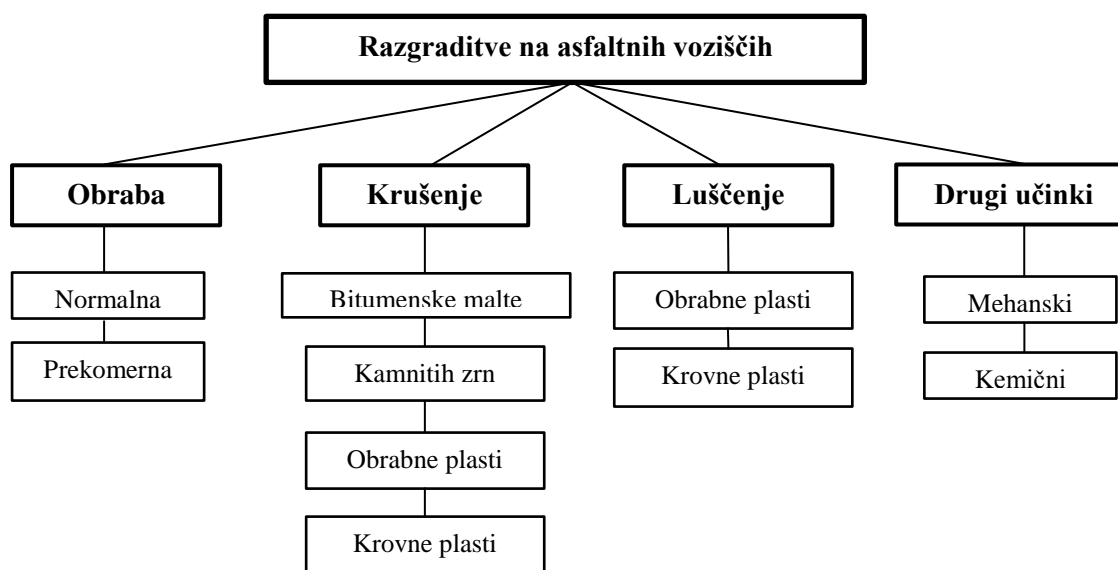 Razgraditve na asfaltnih voziščih
Obraba
Krušenje
Luščenje
Drugi učinki
Normalna
Bitumenske malte
Obrabne plasti
Mehanski
Prekomerna
Kamnitih zrn
Krovne plasti
Kemični
Obrabne plasti
Krovne plasti